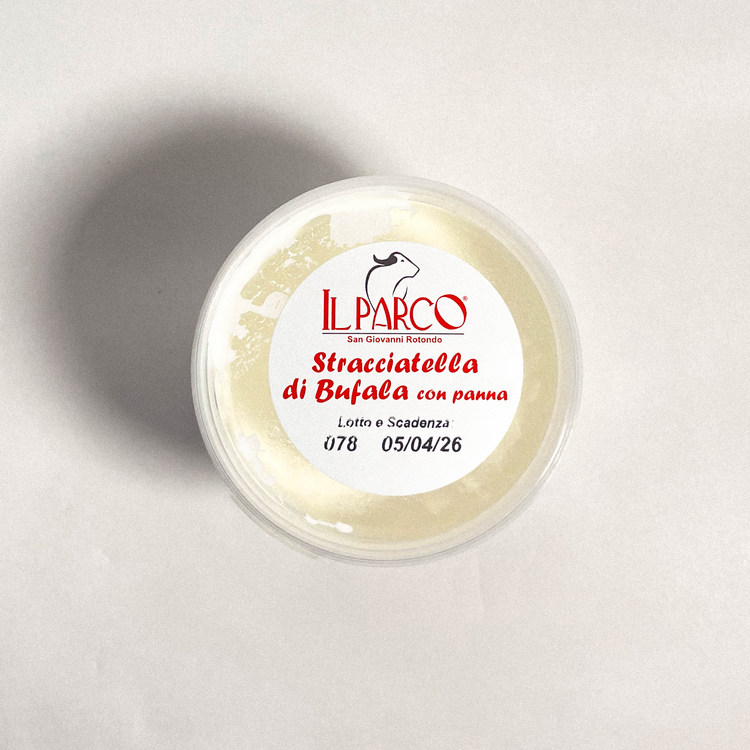 IL PARCO®
San Giovanni Rotondo
Stracciatella
di Bufala con panna
Lotto e Scadenza:
078 05/04/26